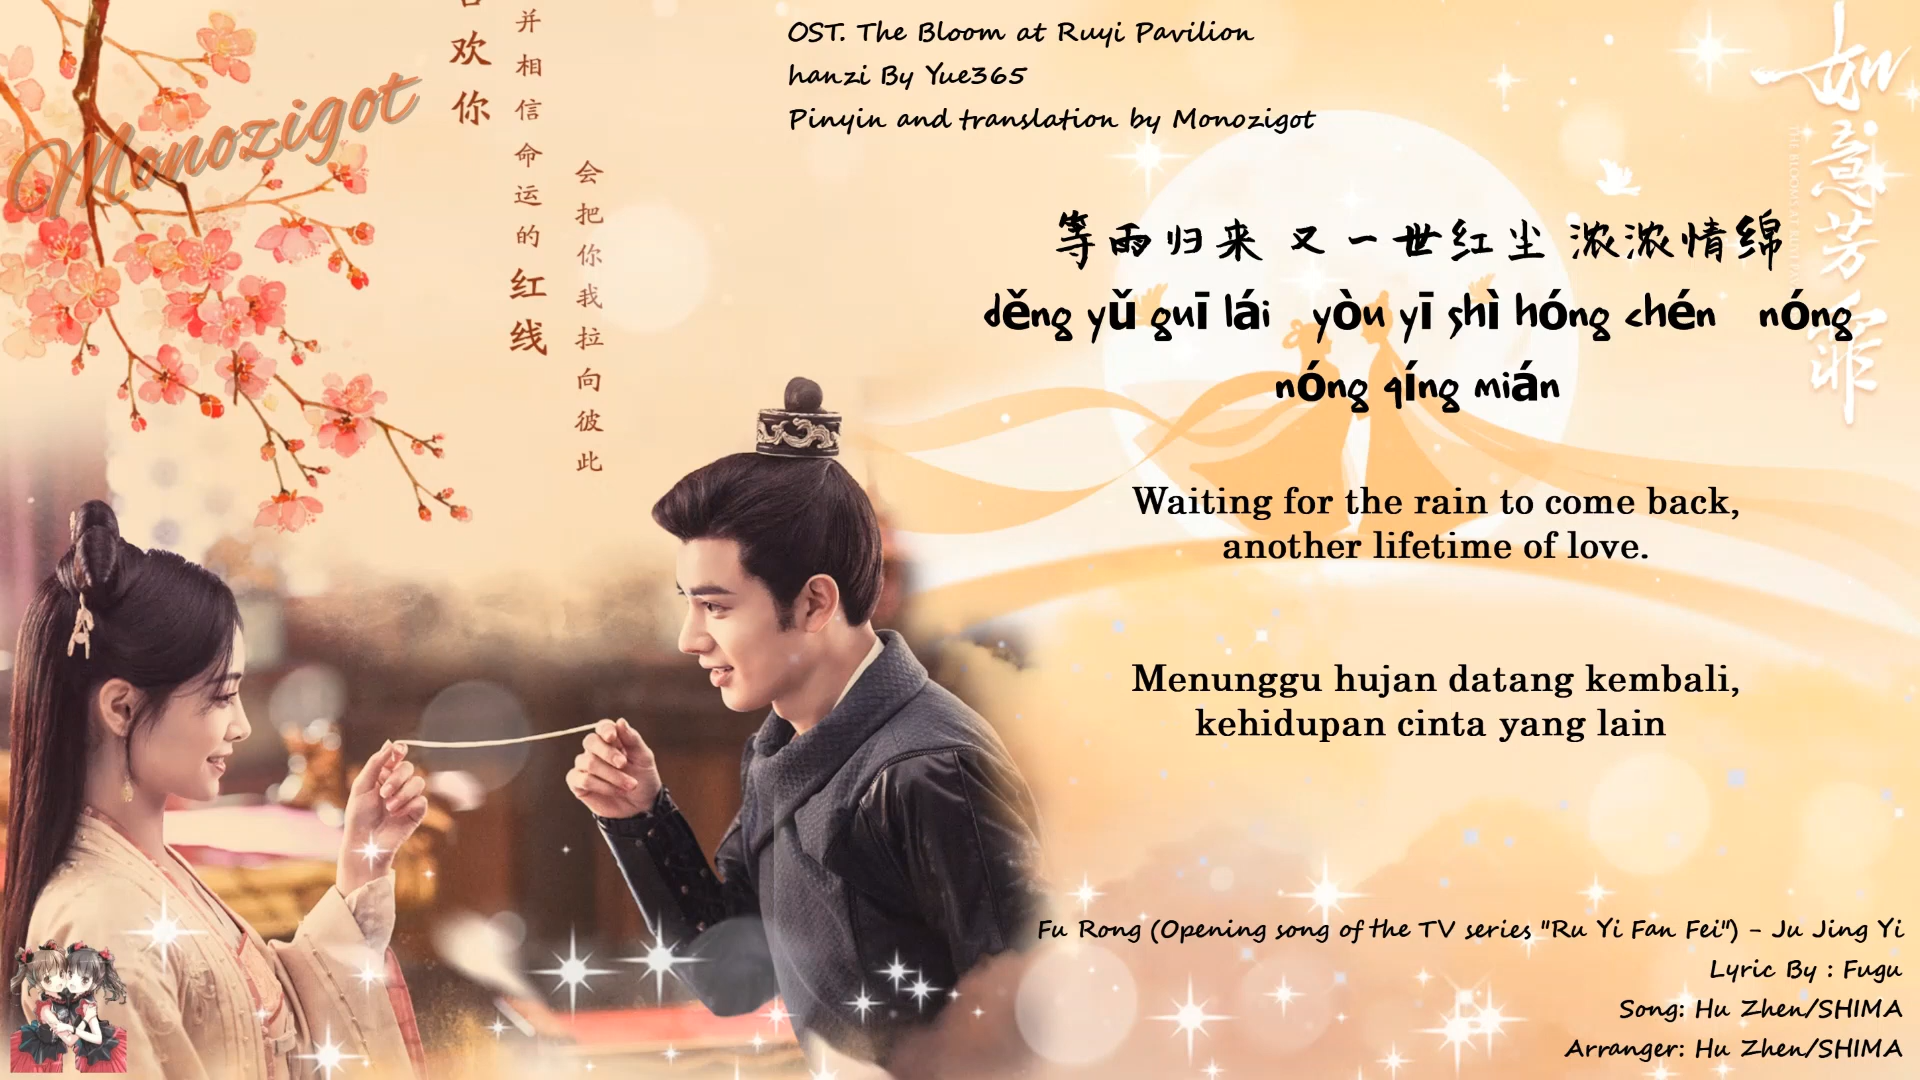 欢你
并相信命运的红线
会把你我拉向彼此
Monozigot
OST. The Bloom at Ruyi Pavilion
hanzi By Yue365
Pinyin and translation by Monozigot
如意芳霏
等雨归来 又一世红尘 浓浓情绵
děng yǔ guī lái yòu yī shì hóng chén nóng
nóng qíng mián
Waiting for the rain to come back,
another lifetime of love.
Menunggu hujan datang kembali,
kehidupan cinta yang lain
Fu Rong (Opening song of the TV series "Ru Yi Fan Fei") - Ju Jing Yi
Lyric By : Fugu
Song: Hu Zhen/SHIMA
Arranger: Hu Zhen/SHIMA